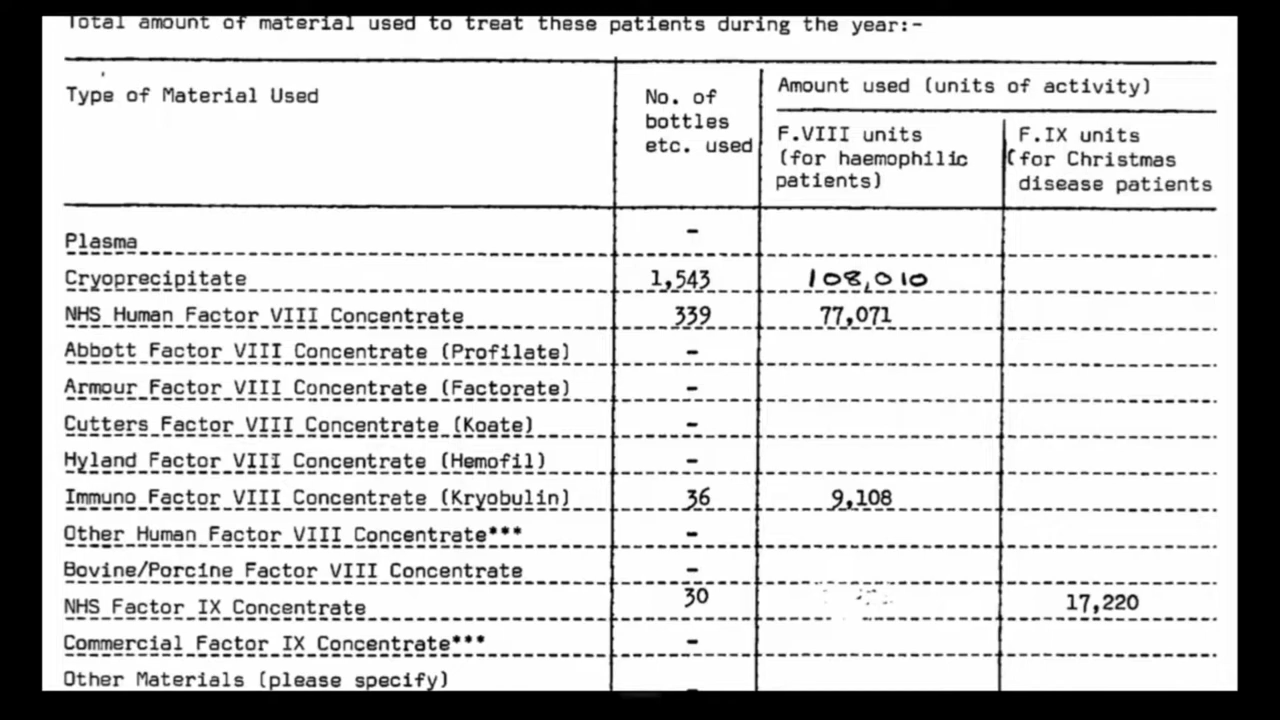 Total amount of material used to treat these patients during the year:-
Type of Material Used
No. of
bottles
etc. used
Amount used (units of activity)
F.VIII units
(for haemophilic
patients)
F.IX units
(for Christmas
disease patients
Plasma -
Cryoprecipitate 1,543 108,010
NHS Human Factor VIII Concentrate 339 77,071
Abbott Factor VIII Concentrate (Profilate) -
Armour Factor VIII Concentrate (Factorate) -
Cutters Factor VIII Concentrate (Koate) -
Hyland Factor VIII Concentrate (Hemofil) -
Immuno Factor VIII Concentrate (Kryobulin) 36 9,108
Other Human Factor VIII Concentrate*** -
Bovine/Porcine Factor VIII Concentrate -
NHS Factor IX Concentrate 30 17,220
Commercial Factor IX Concentrate*** -
Other Materials (please specify) -